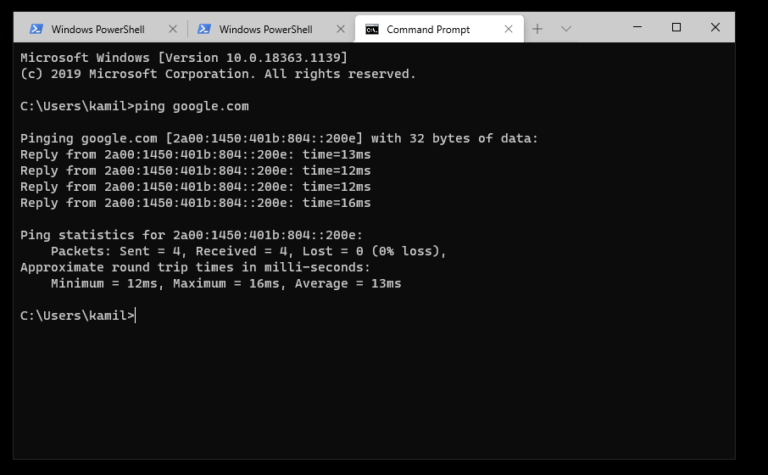 Windows PowerShell Windows PowerShell Command Prompt
Microsoft Windows [Version 10.0.18363.1139]
(c) 2019 Microsoft Corporation. All rights reserved.
C:\Users\kamil>ping google.com
Pinging google.com [2a00:1450:401b:804::200e] with 32 bytes of data:
Reply from 2a00:1450:401b:804::200e: time=13ms
Reply from 2a00:1450:401b:804::200e: time=12ms
Reply from 2a00:1450:401b:804::200e: time=12ms
Reply from 2a00:1450:401b:804::200e: time=16ms
Ping statistics for 2a00:1450:401b:804::200e:
Packets: Sent = 4, Received = 4, Lost = 0 (0% loss),
Approximate round trip times in milli-seconds:
Minimum = 12ms, Maximum = 16ms, Average = 13ms
C:\Users\kamil>